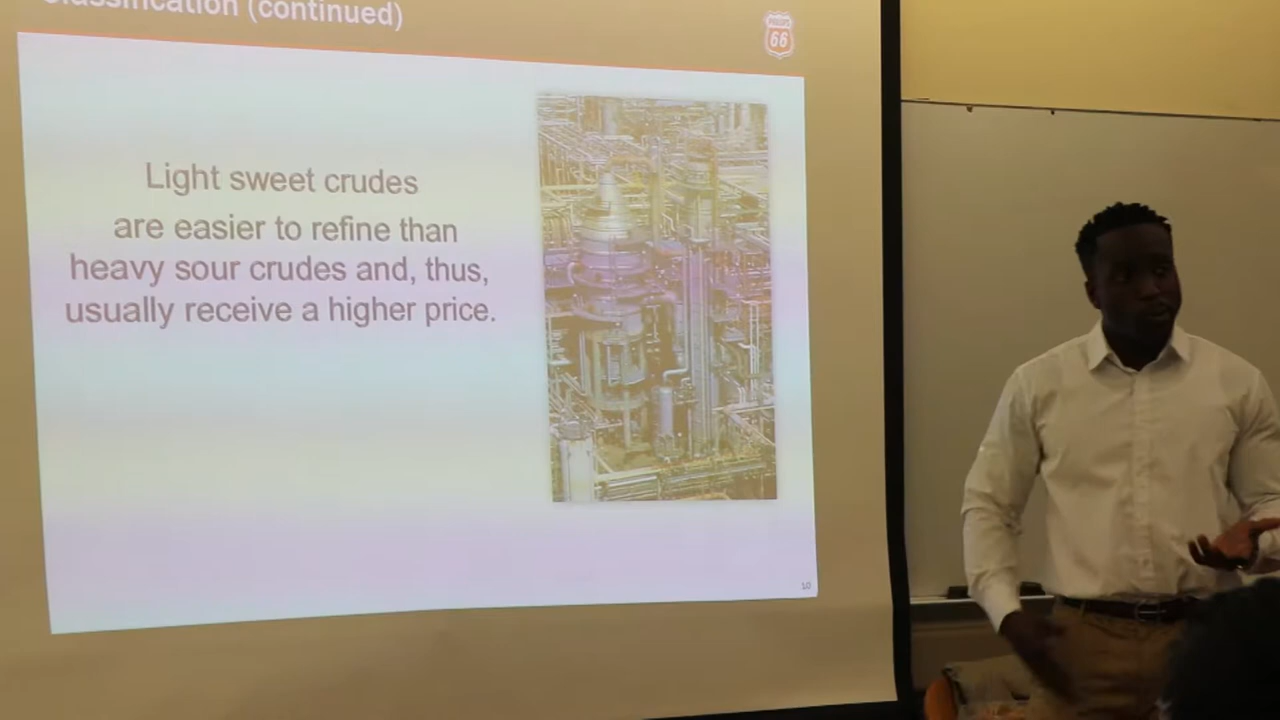 Classification (continued)
PHILLIPS
66
Light sweet crudes
are easier to refine than
heavy sour crudes and, thus,
usually receive a higher price.
10